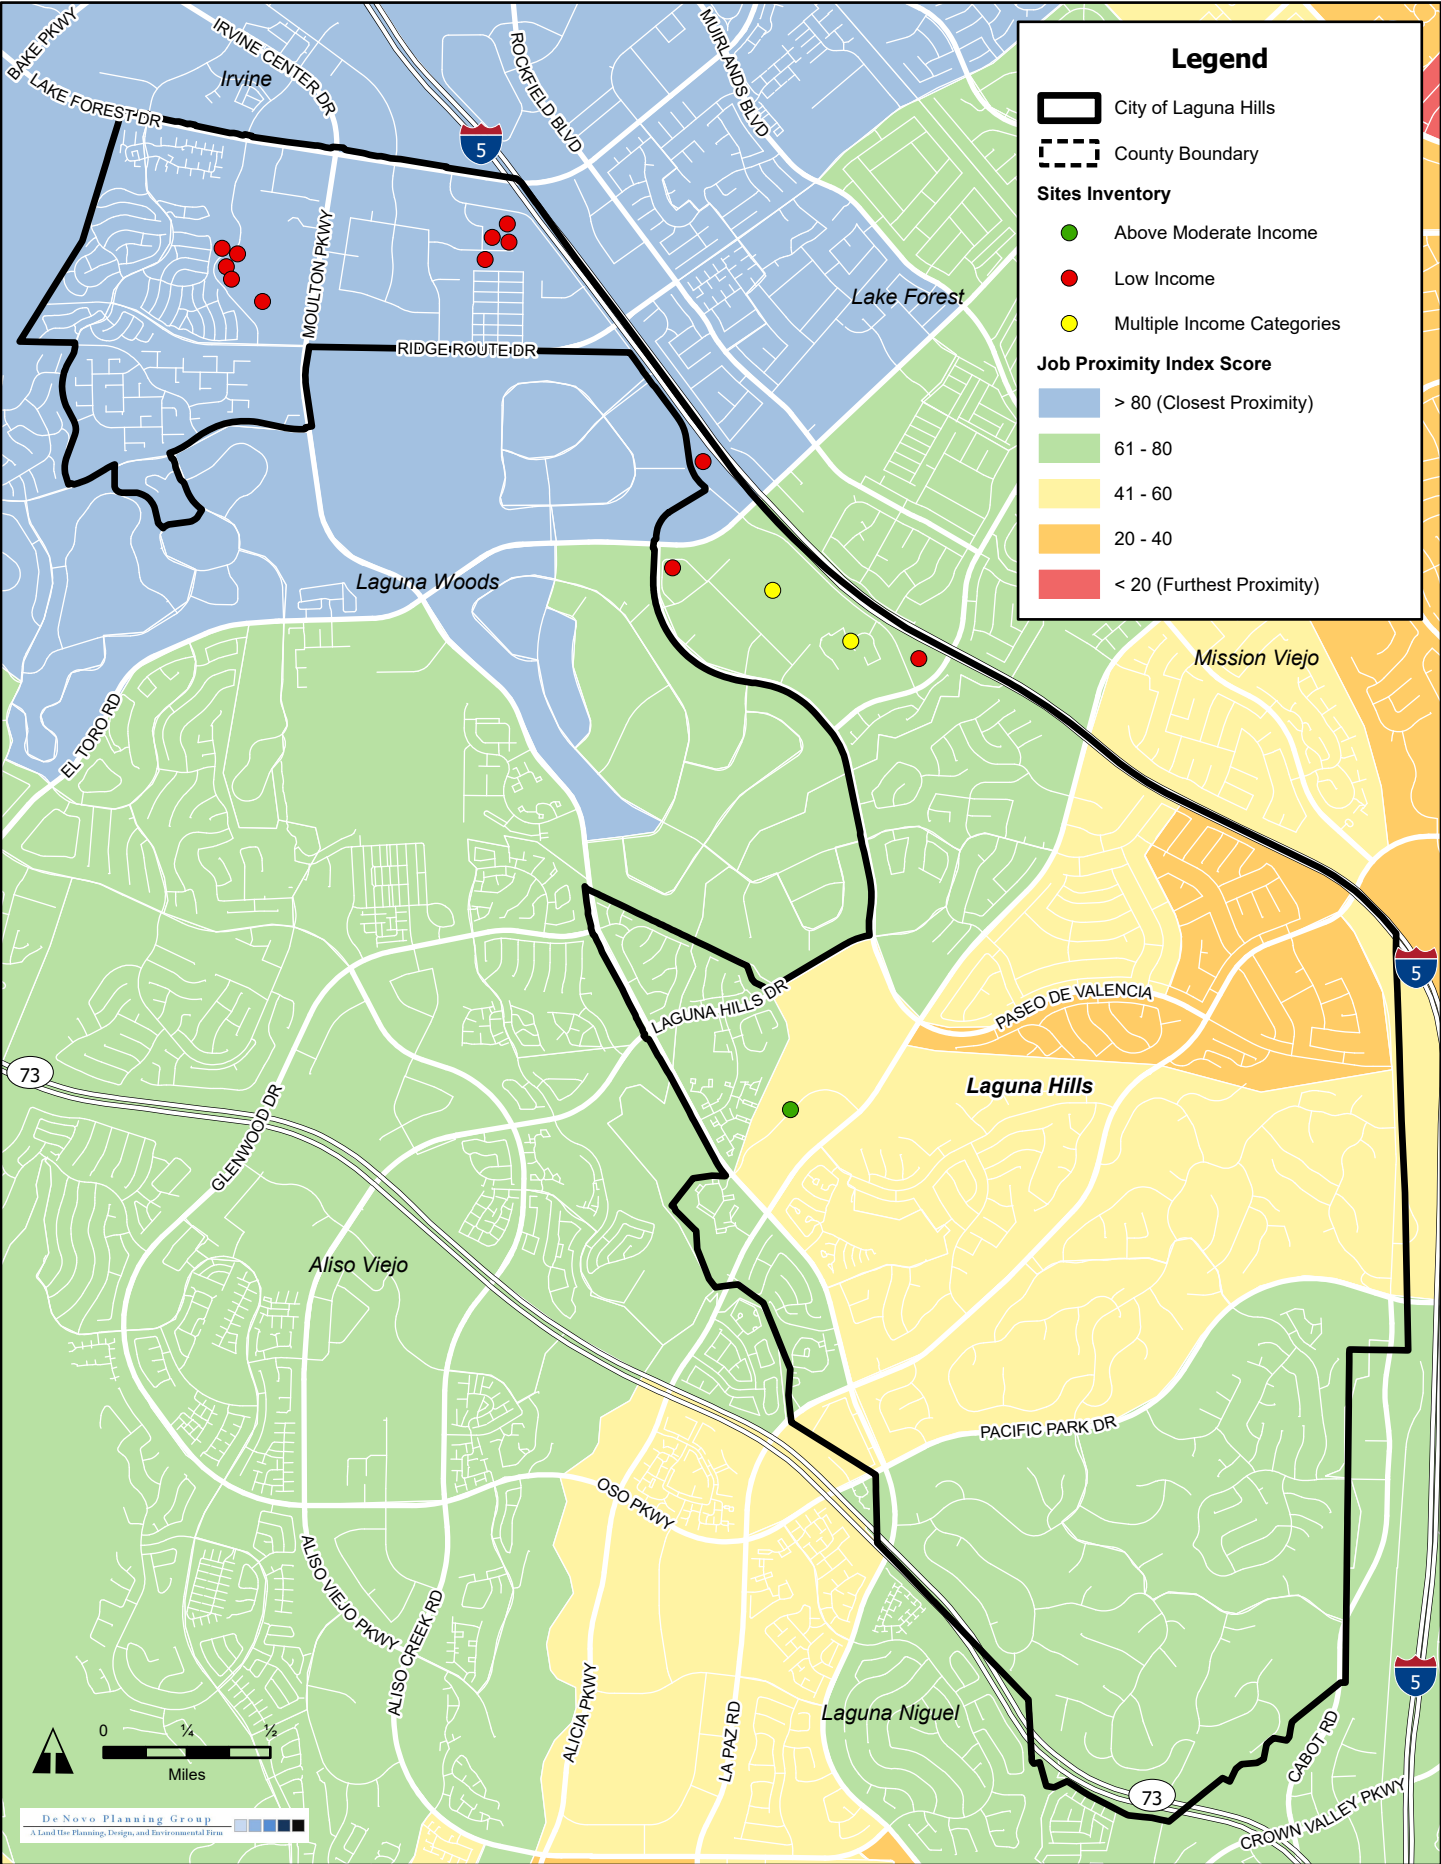 BAKE PKWY
IRVINE CENTER DR
Irvine
LAKE FOREST DR
5
ROCKFIELD BLVD
MUIRLANDS BLVD
Legend
City of Laguna Hills
County Boundary
Sites Inventory
Above Moderate Income
Low Income
Multiple Income Categories
Job Proximity Index Score
> 80 (Closest Proximity)
61 - 80
41 - 60
20 - 40
< 20 (Furthest Proximity)
MOULTON PKWY
Lake Forest
RIDGE ROUTE DR
Laguna Woods
Mission Viejo
EL TORO RD
5
LAGUNA HILLS DR
PASEO DE VALENCIA
73
Laguna Hills
GLENWOOD DR
Aliso Viejo
PACIFIC PARK DR
OSO PKWY
ALISO VIEJO PKWY
ALISO CREEK RD
ALICIA PKWY
LA PAZ RD
Laguna Niguel
5
CABOT RD
73
CROWN VALLEY PKWY
0 ¼ ½
Miles
De Novo Planning Group
A Land Use Planning, Design, and Environmental Firm